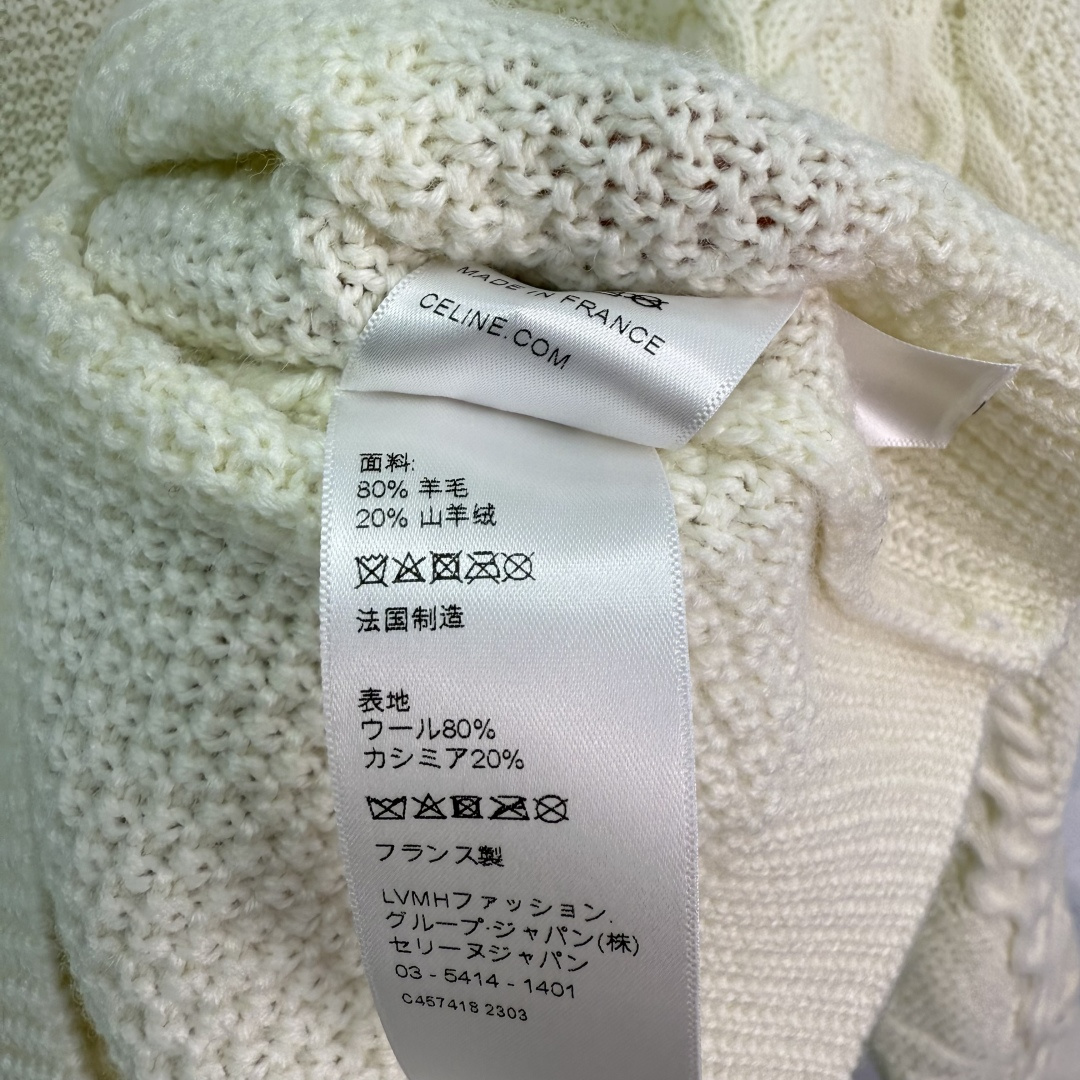 MADE IN FRANCE
CELINE.COM
面料:
80% 羊毛
20% 山羊绒
法国制造
表地
ウール80%
カシミア20%
フランス製
LVMHファッション.
グループ・ジャパン(株)
セリーヌジャパン
03 - 5414 - 1401
C457418 2303